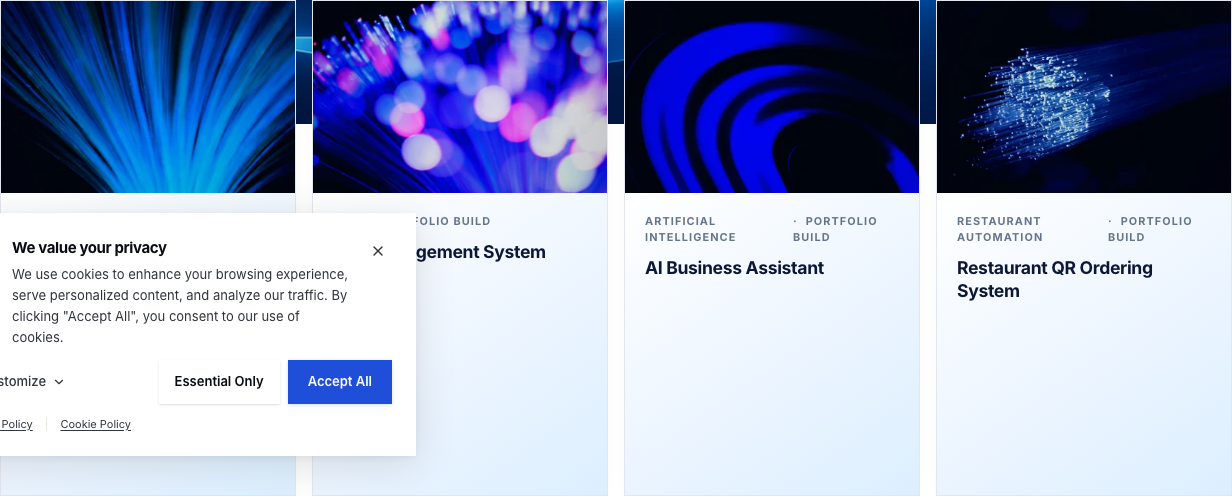 We value your privacy
We use cookies to enhance your browsing experience,
serve personalized content, and analyze our traffic. By
clicking "Accept All", you consent to our use of
cookies.
stomize
Essential Only
Accept All
Policy
Cookie Policy
FOLIO BUILD
gement System
ARTIFICIAL
INTELLIGENCE
· PORTFOLIO
BUILD
AI Business Assistant
RESTAURANT
AUTOMATION
· PORTFOLIO
BUILD
Restaurant QR Ordering
System